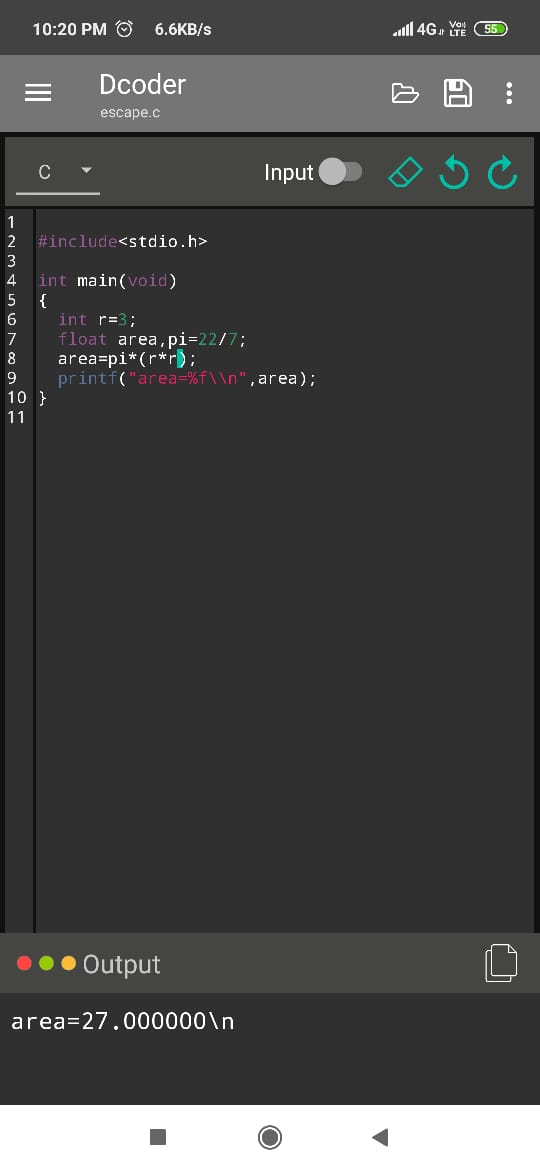 10:20 PM 6.6KB/s 4G Vo) LTE 55
Dcoder
escape.c
C Input
1
2 #include<stdio.h>
3
4 int main(void)
5 {
6 int r=3;
7 float area,pi=22/7;
8 area=pi*(r*r);
9 printf("area=%f\\n",area);
10 }
11
Output
area=27.000000\n